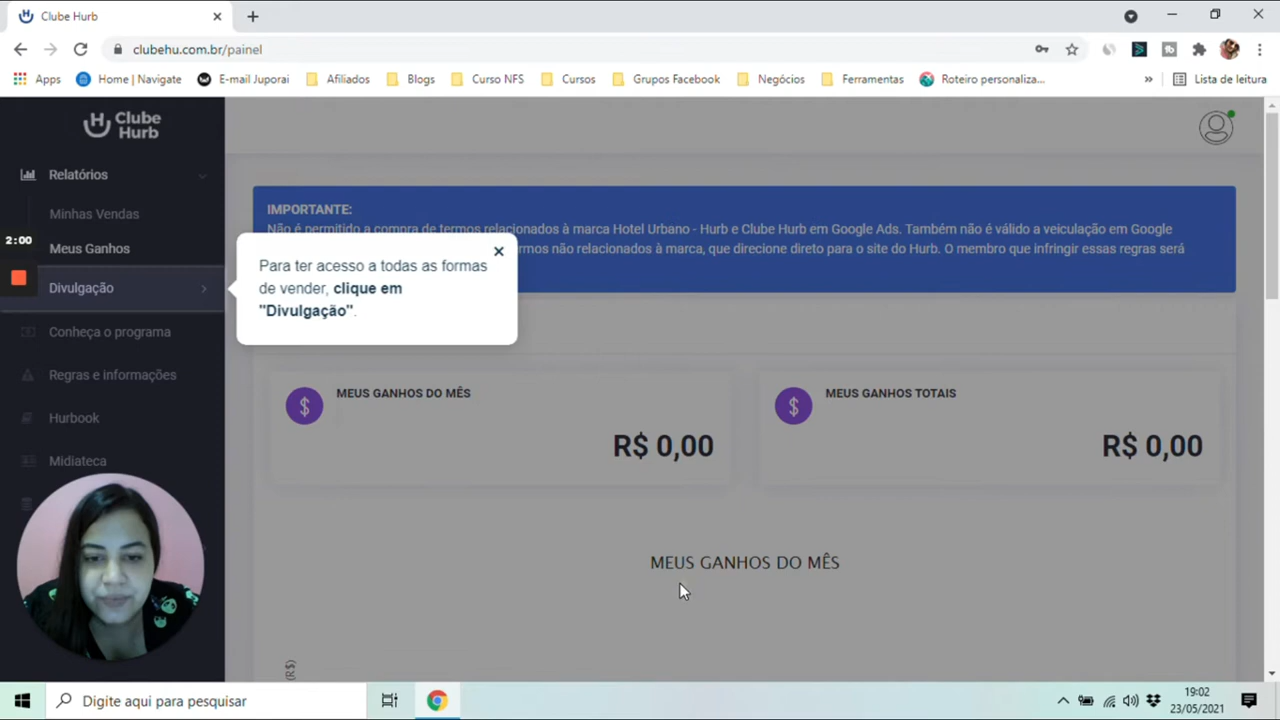 Clube Hurb
clubehu.com.br/painel
Apps
Home | Navigate
E-mail Juporai
Afiliados
Blogs
Curso NFS
Cursos
Grupos Facebook
Negócios
Ferramentas
Roteiro personaliza...
»
Lista de leitura
Clube
Hurb
Relatórios
Minhas Vendas
2:00
Meus Ganhos
Divulgação
Conheça o programa
Regras e informações
Hurbook
Midiateca
IMPORTANTE:
Não é permitido a compra de termos relacionados à marca Hotel Urbano - Hurb e Clube Hurb em Google Ads. Também não é válido a veiculação em Google
rmos não relacionados à marca, que direcione direto para o site do Hurb. O membro que infringir essas regras será
Para ter acesso a todas as formas
de vender, clique em
"Divulgação".
MEUS GANHOS DO MÊS
R$ 0,00
MEUS GANHOS TOTAIS
R$ 0,00
MEUS GANHOS DO MÊS
(R$)
Digite aqui para pesquisar
19:02
23/05/2021